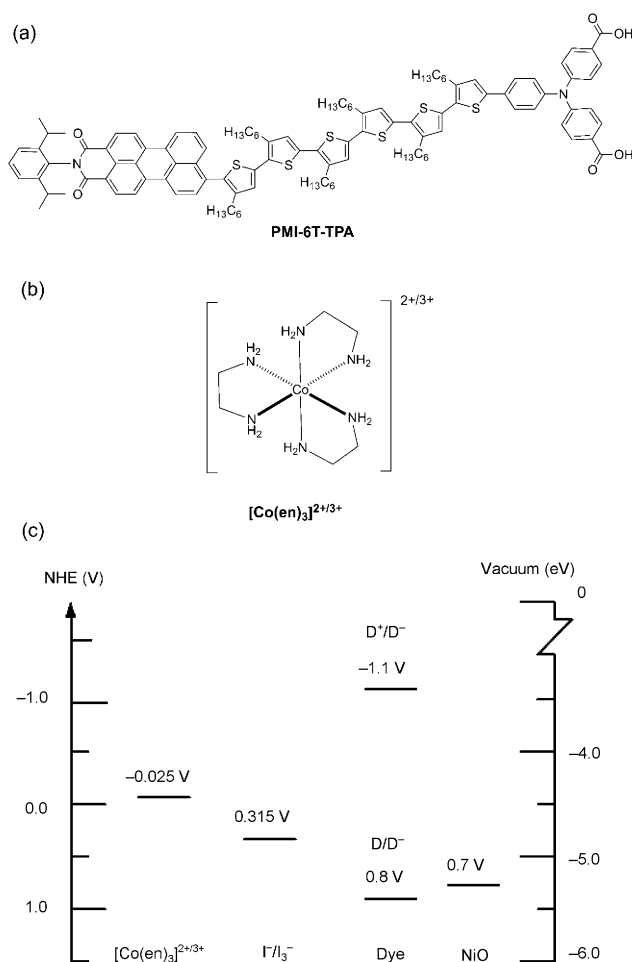 (a)
O
OH
H13C6
H13C6
H13C6
S
S
N
H13C6
S
S
O
N
O
S
S
C6H13
O
OH
H13C6
C6H13
H13C6
PMI-6T-TPA
(b)
2+/3+
H2N
H2
N
NH2
Co
N
H2
NH2
H2N
[Co(en)3]2+/3+
(c)
NHE (V)
Vacuum (eV)
0
D+/D–
–1.1 V
–1.0
–4.0
–0.025 V
0.0
0.315 V
D/D–
–5.0
0.8 V
0.7 V
1.0
–6.0
[Co(en)3]2+/3+
I–/I3–
Dye
NiO